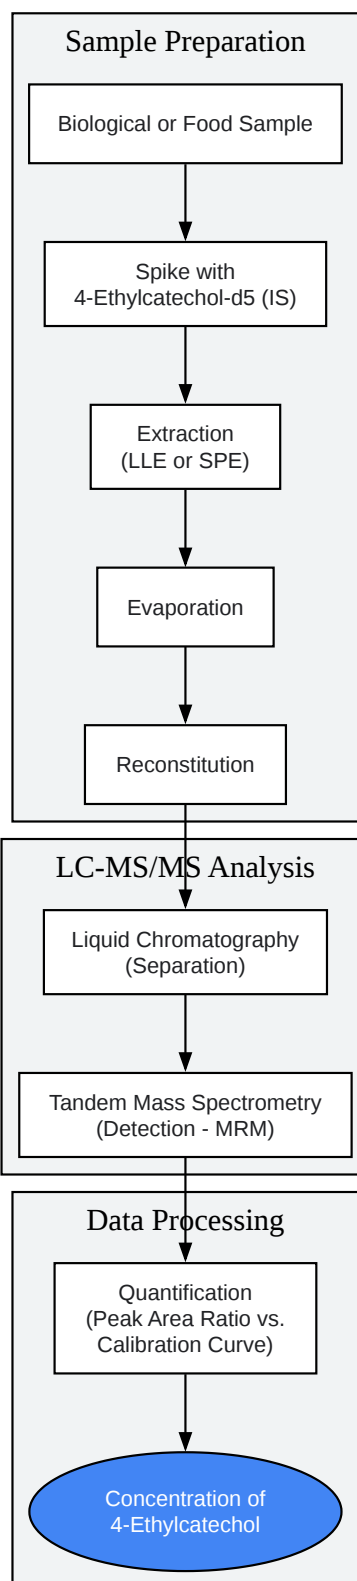 Sample Preparation
Biological or Food Sample
Spike with
4-Ethylcatechol-d5 (IS)
Extraction
(LLE or SPE)
Evaporation
Reconstitution
LC-MS/MS Analysis
Liquid Chromatography
(Separation)
Tandem Mass Spectrometry
(Detection - MRM)
Data Processing
Quantification
(Peak Area Ratio vs.
Calibration Curve)
Concentration of
4-Ethylcatechol